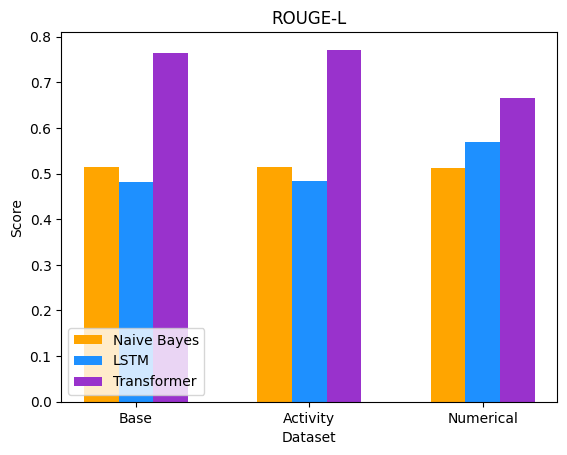 ROUGE-L
0.8
0.7
0.6
0.5
0.4
0.3
0.2
0.1
0.0
Score
Naive Bayes
LSTM
Transformer
Base Activity Numerical
Dataset